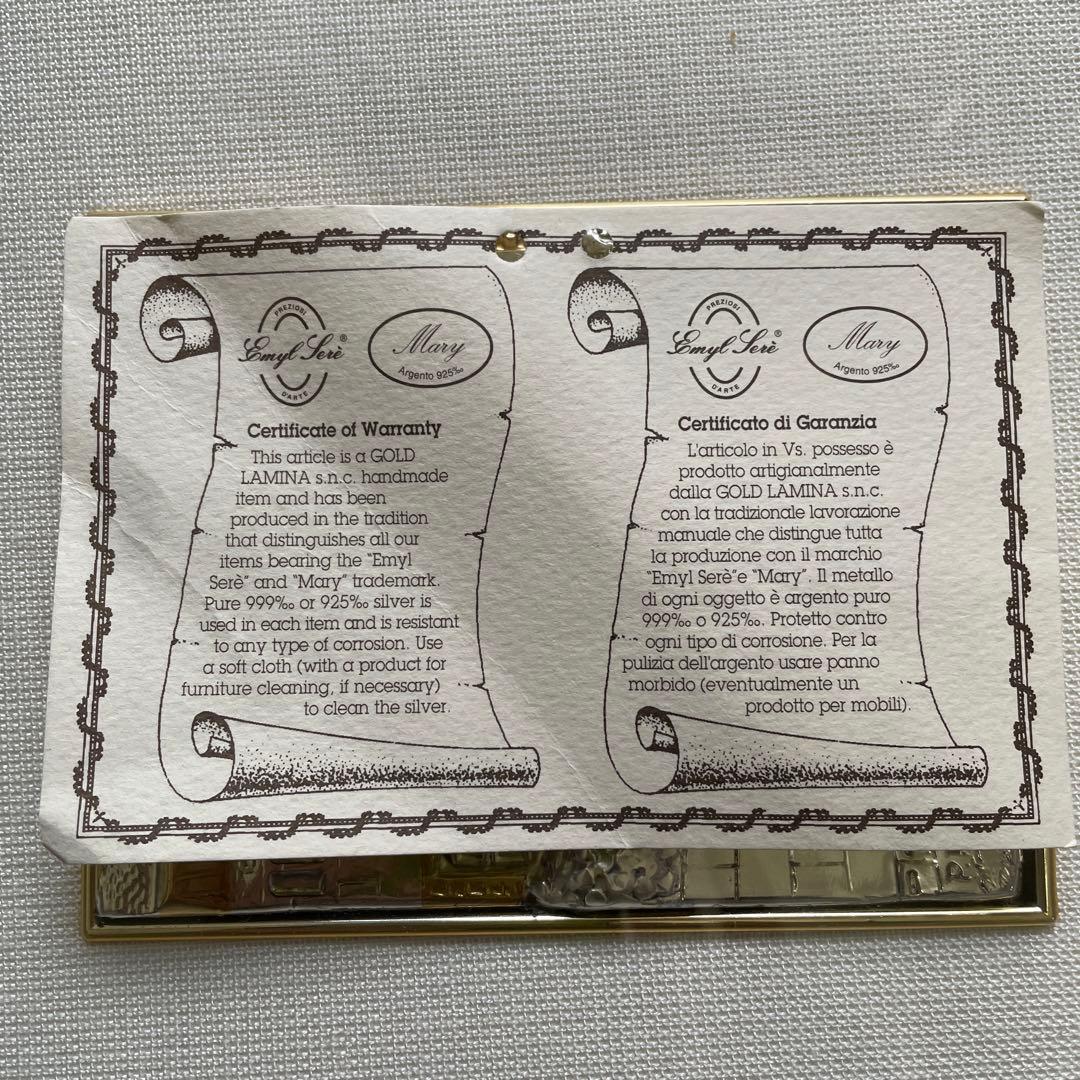 PREZIOSI
Emyl Serè®
D'ARTE
Mary
Argento 925‰
Certificate of Warranty
This article is a GOLD
LAMINA s.n.c. handmade
item and has been
produced in the tradition
that distinguishes all our
items bearing the "Emyl
Serè" and "Mary" trademark.
Pure 999‰ or 925‰ silver is
used in each item and is resistant
to any type of corrosion. Use
a soft cloth (with a product for
furniture cleaning, if necessary)
to clean the silver.
PREZIOSI
Emyl Serè®
D'ARTE
Mary
Argento 925‰
Certificato di Garanzia
L'articolo in Vs. possesso è
prodotto artigianalmente
dalla GOLD LAMINA s.n.c.
con la tradizionale lavorazione
manuale che distingue tutta
la produzione con il marchio
"Emyl Serè"e "Mary". Il metallo
di ogni oggetto è argento puro
999‰ o 925‰. Protetto contro
ogni tipo di corrosione. Per la
pulizia dell'argento usare panno
morbido (eventualmente un
prodotto per mobili).